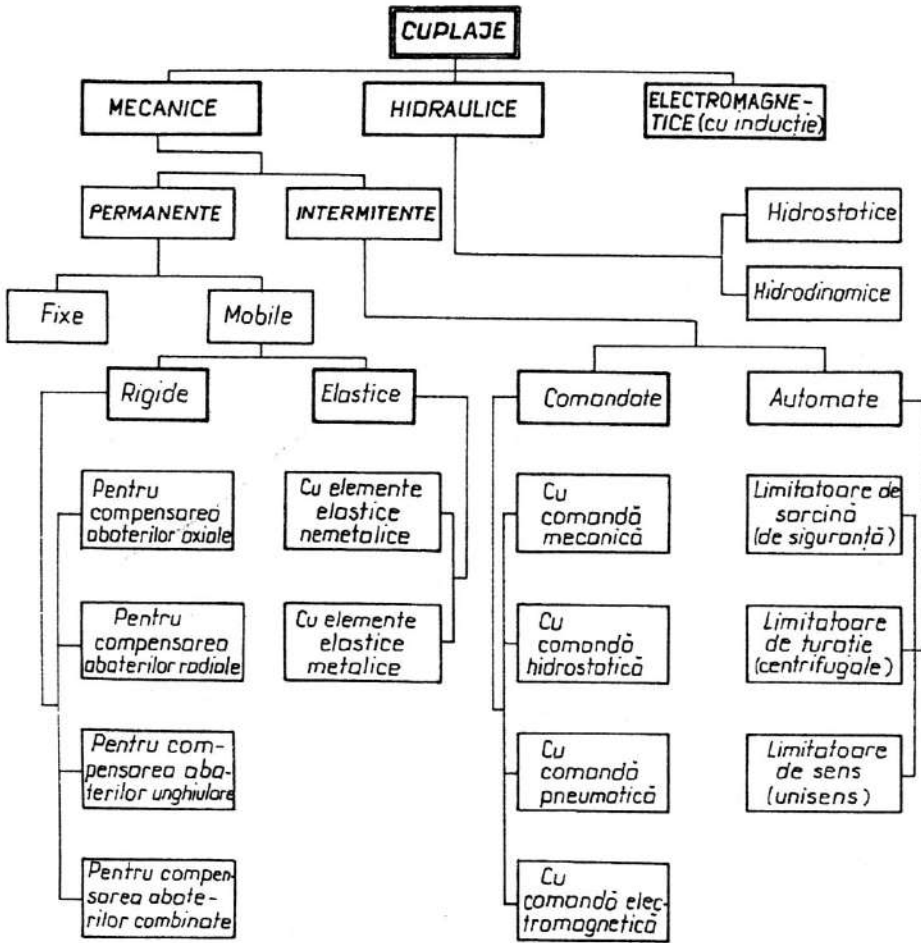 CUPLAJE
MECANICE
HIDRAULICE
ELECTROMAGNE-
TICE (cu inducție)
PERMANENTE
INTERMITENTE
Hidrostatice
Hidrodinamice
Fixe
Mobile
Rigide
Elastice
Comandate
Automate
Pentru
compensarea
abaterilor axiale
Pentru
compensarea
abaterilor radiale
Pentru com-
pensarea aba-
terilor unghiulare
Pentru compen-
sarea abate-
rilor combinate
Cu elemente
elastice
nemetalice
Cu elemente
elastice
metalice
Cu
comandă
mecanică
Cu
comandă
hidrostatică
Cu
comandă
pneumatică
Cu
comandă elec-
tromagnetică
Limitatoare de
sarcină
(de siguranță)
Limitatoare
de turație
(centrifugale)
Limitatoare
de sens
(unisens)